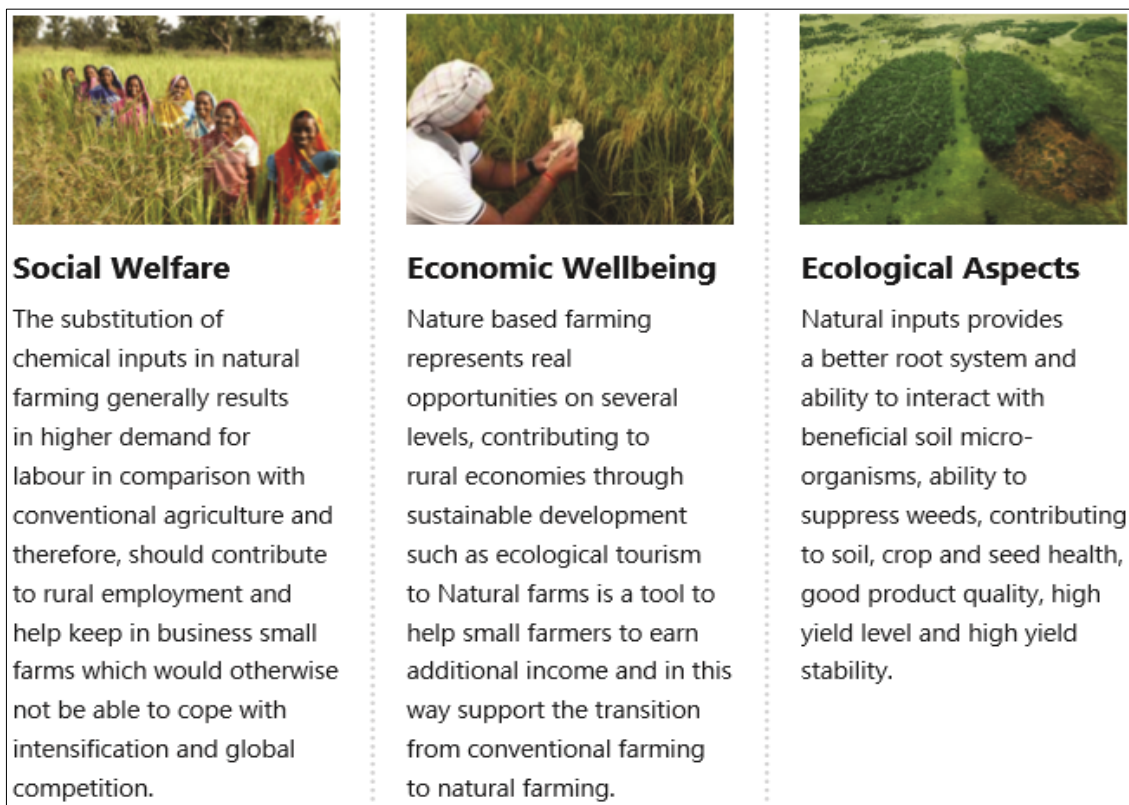 Social Welfare
The substitution of
chemical inputs in natural
farming generally results
in higher demand for
labour in comparison with
conventional agriculture and
therefore, should contribute
to rural employment and
help keep in business small
farms which would otherwise
not be able to cope with
intensification and global
competition.
Economic Wellbeing
Nature based farming
represents real
opportunities on several
levels, contributing to
rural economies through
sustainable development
such as ecological tourism
to Natural farms is a tool to
help small farmers to earn
additional income and in this
way support the transition
from conventional farming
to natural farming.
Ecological Aspects
Natural inputs provides
a better root system and
ability to interact with
beneficial soil micro-
organisms, ability to
suppress weeds, contributing
to soil, crop and seed health,
good product quality, high
yield level and high yield
stability.